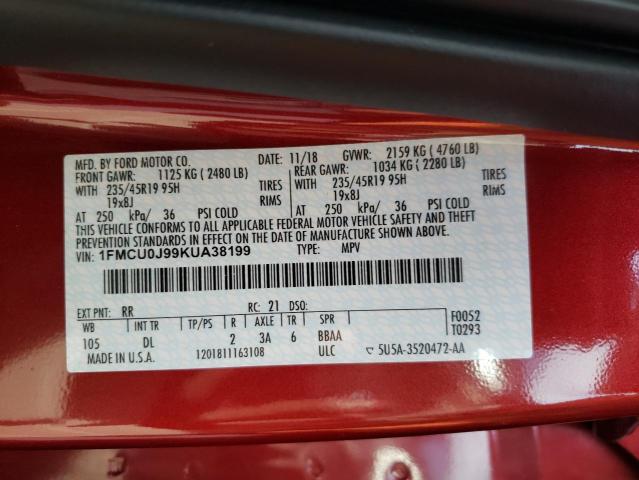 MFD. BY FORD MOTOR CO. DATE: 11/18 GVWR: 2159 KG ( 4760 LB)
FRONT GAWR: 1125 KG ( 2480 LB) REAR GAWR: 1034 KG ( 2280 LB)
WITH 235/45R19 95H TIRES WITH 235/45R19 95H TIRES
19x8J RIMS 19x8J RIMS
AT 250 kPa/ 36 PSI COLD AT 250 kPa/ 36 PSI COLD
THIS VEHICLE CONFORMS TO ALL APPLICABLE FEDERAL MOTOR VEHICLE SAFETY AND THEFT
PREVENTION STANDARDS IN EFFECT ON THE DATE OF MANUFACTURE SHOWN ABOVE.
VIN: 1FMCU0J99KUA38199 TYPE: MPV
EXT PNT: RR RC: 21 DSO: F0052
WB INT TR TP/PS R AXLE TR SPR T0293
105 DL 2 3A 6 BBAA
MADE IN U.S.A. 1201811163108 ULC 5U5A-3520472-AA